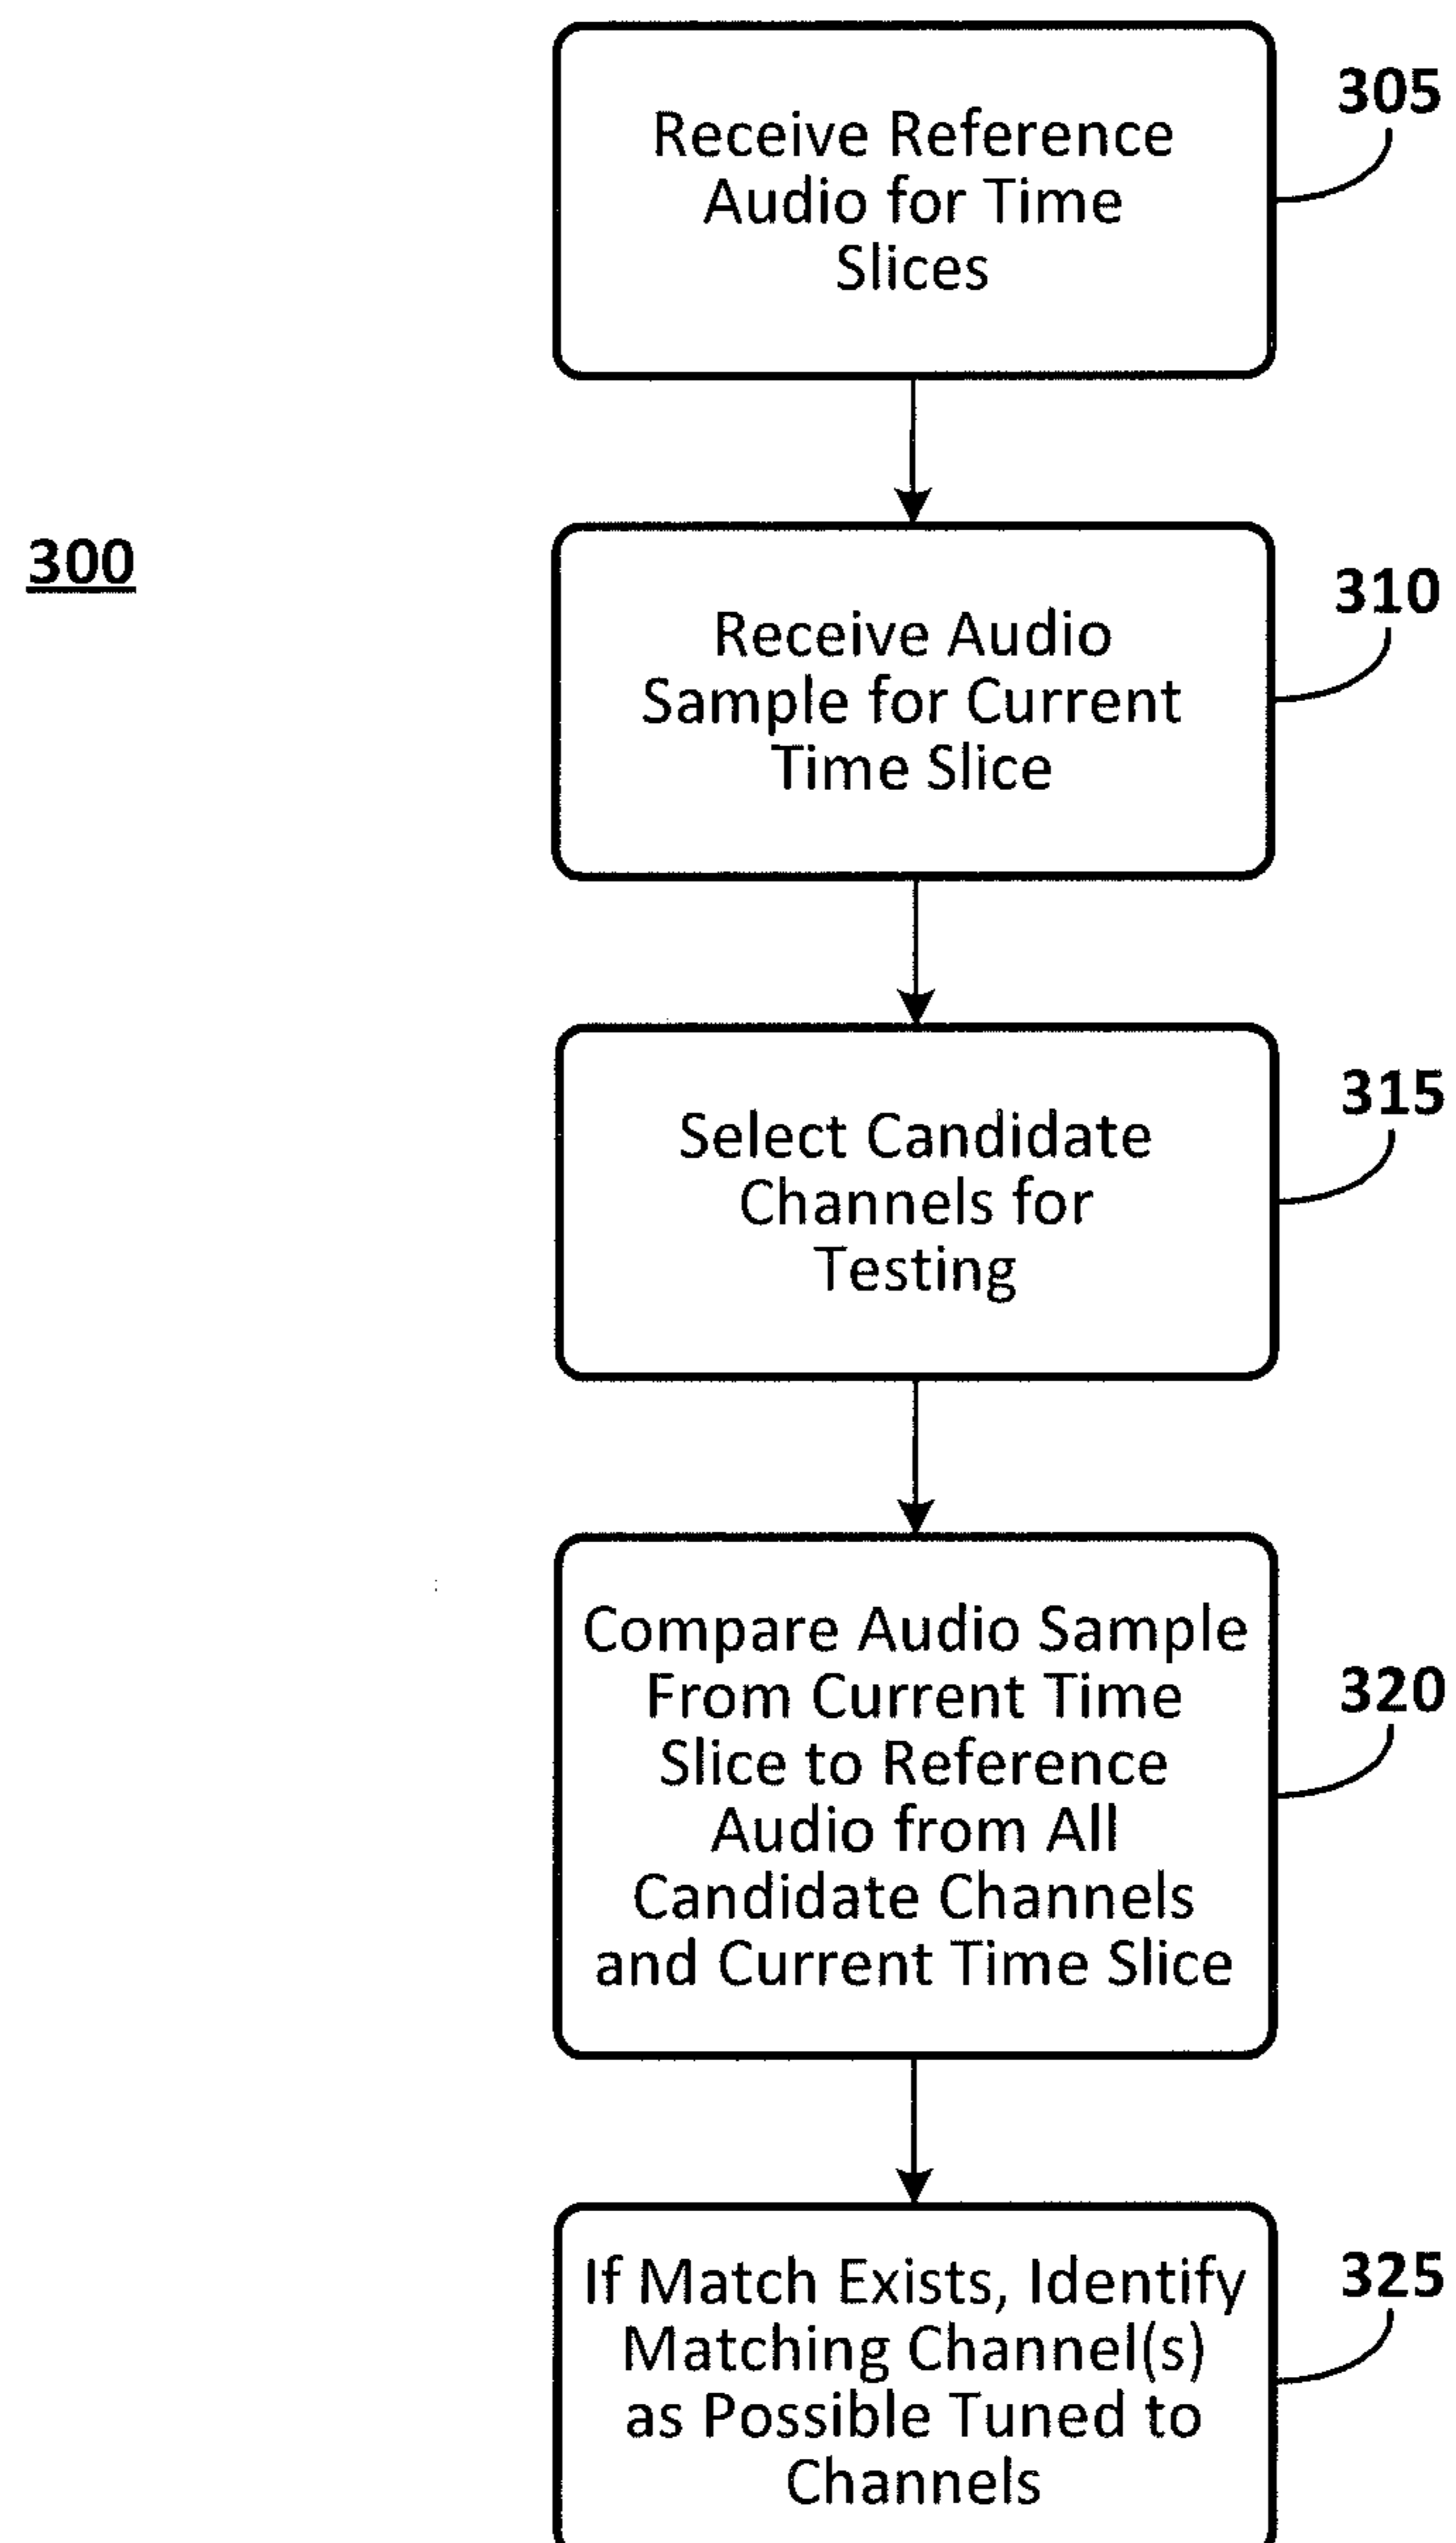 305
Receive Reference
Audio for Time
Slices
300
310
Receive Audio
Sample for Current
Time Slice
315
Select Candidate
Channels for
Testing
320
Compare Audio Sample
From Current Time
Slice to Reference
Audio from All
Candidate Channels
and Current Time Slice
325
If Match Exists, Identify
Matching Channel(s)
as Possible Tuned to
Channels